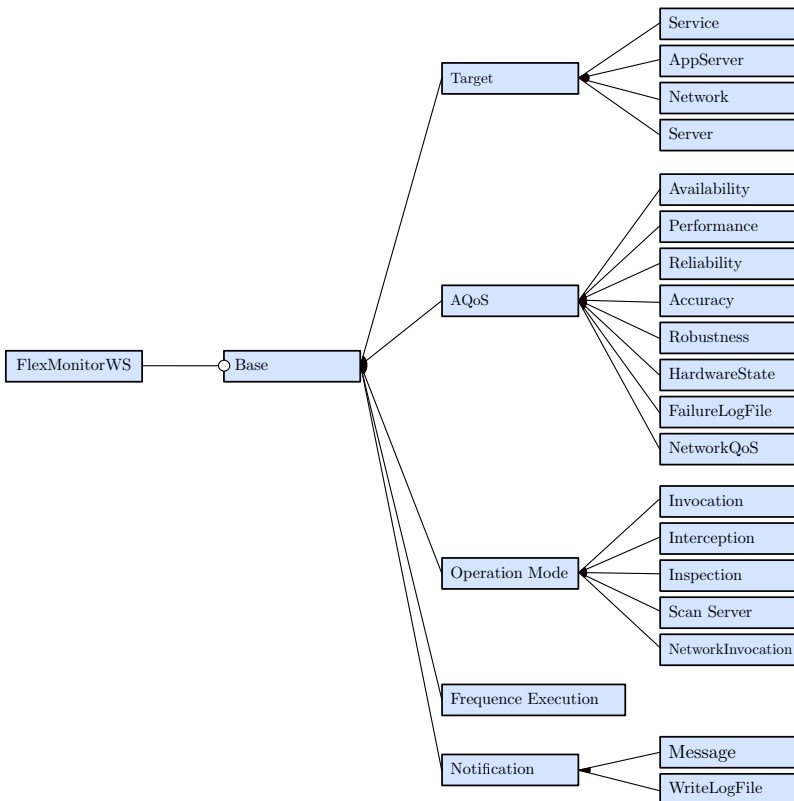 FlexMonitorWS
Base
Target
Service
AppServer
Network
Server
AQoS
Availability
Performance
Reliability
Accuracy
Robustness
HardwareState
FailureLogFile
NetworkQoS
Operation Mode
Invocation
Interception
Inspection
Scan Server
NetworkInvocation
Frequence Execution
Notification
Message
WriteLogFile